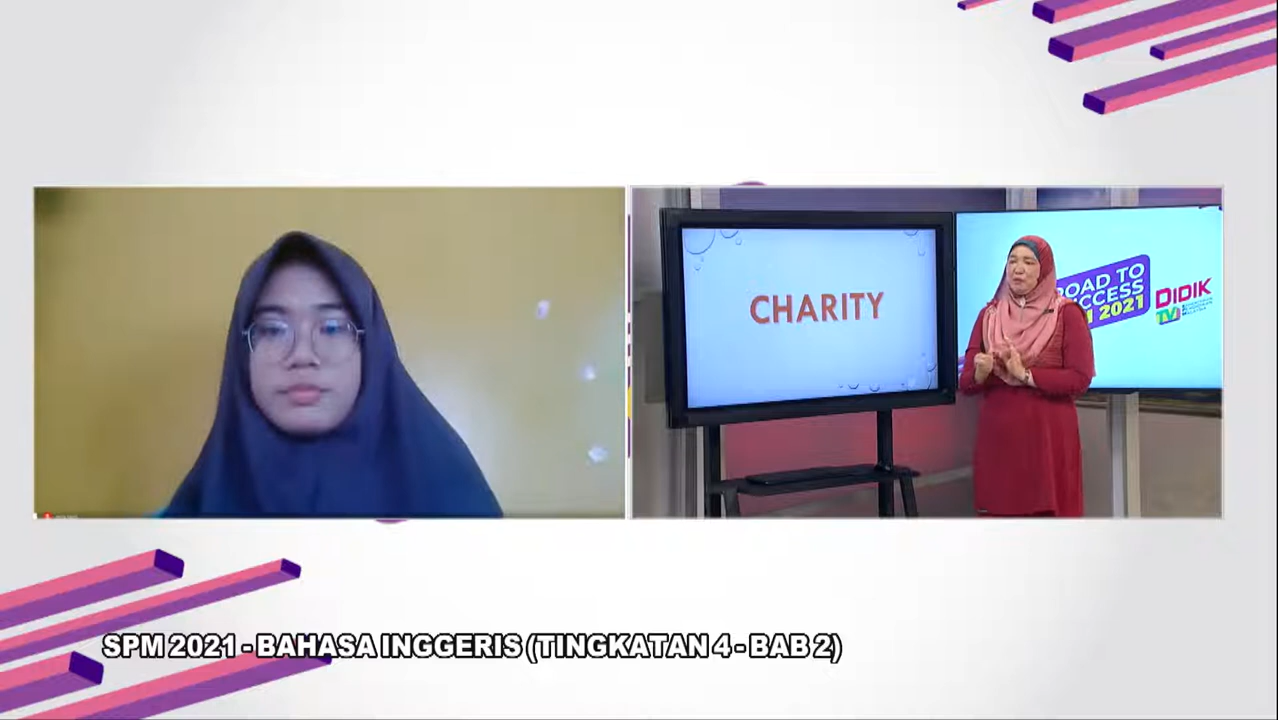 CHARITY
ROAD TO
SUCCESS
2021
DIDIK
TV
SPM 2021 - BAHASA INGGERIS (TINGKATAN 4 - BAB 2)